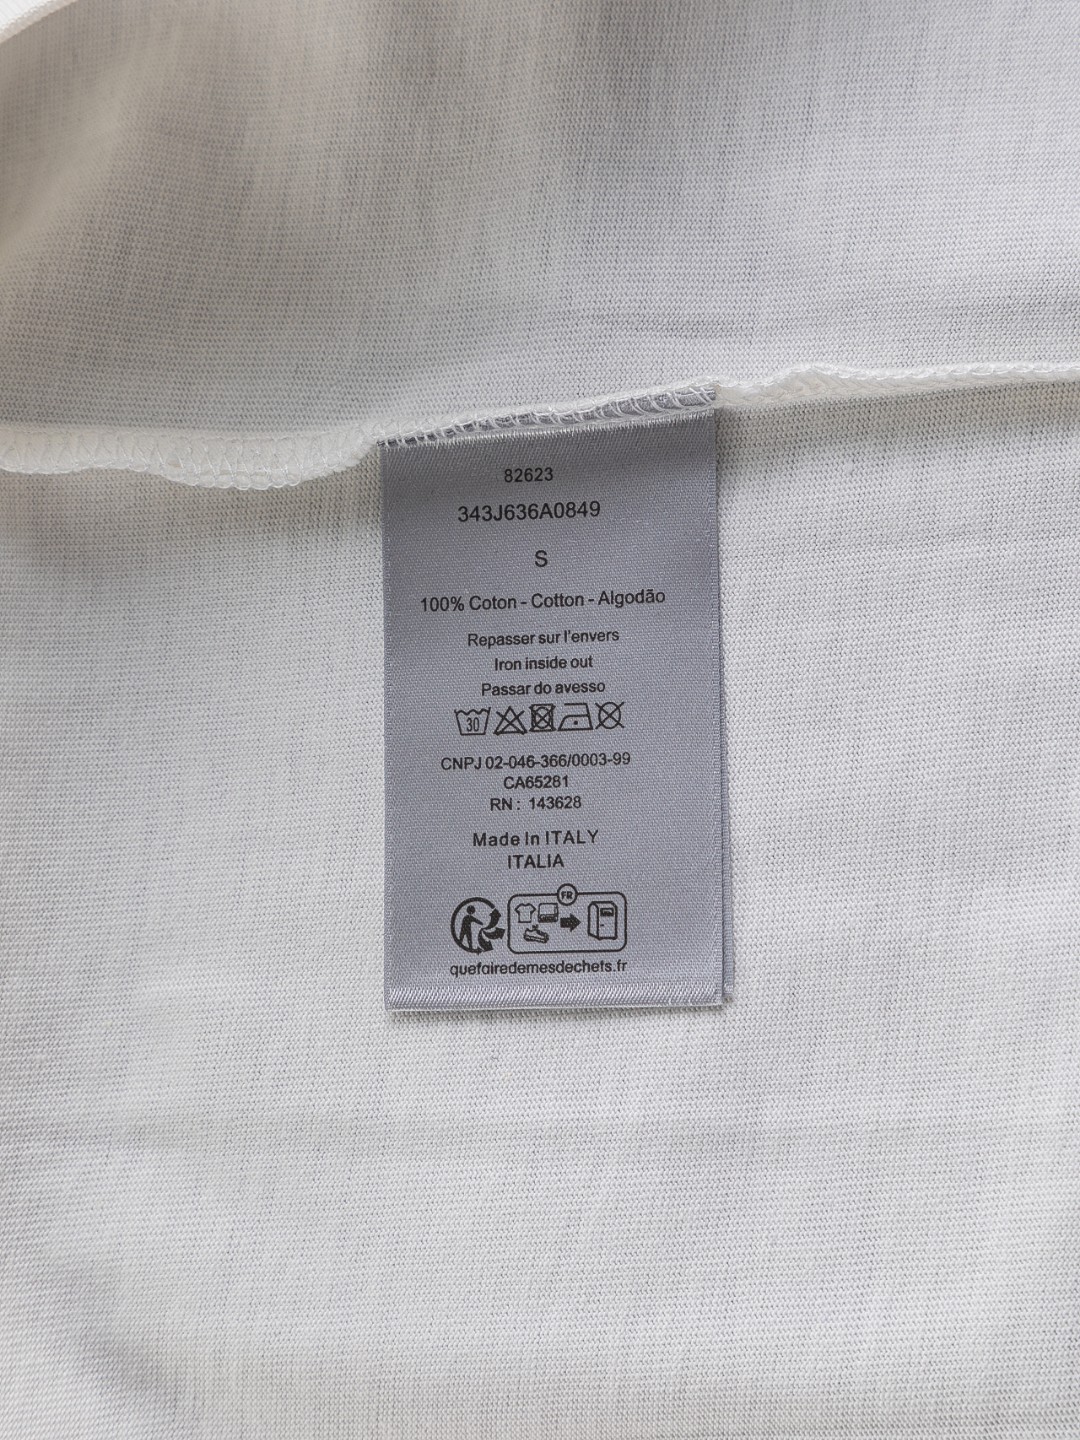 82623
343J636A0849
S
100% Coton - Cotton - Algodão
Repasser sur l'envers
Iron inside out
Passar do avesso
30
CNPJ 02-046-366/0003-99
CA65281
RN : 143628
Made In ITALY
ITALIA
FR
quefairedemesdechets.fr